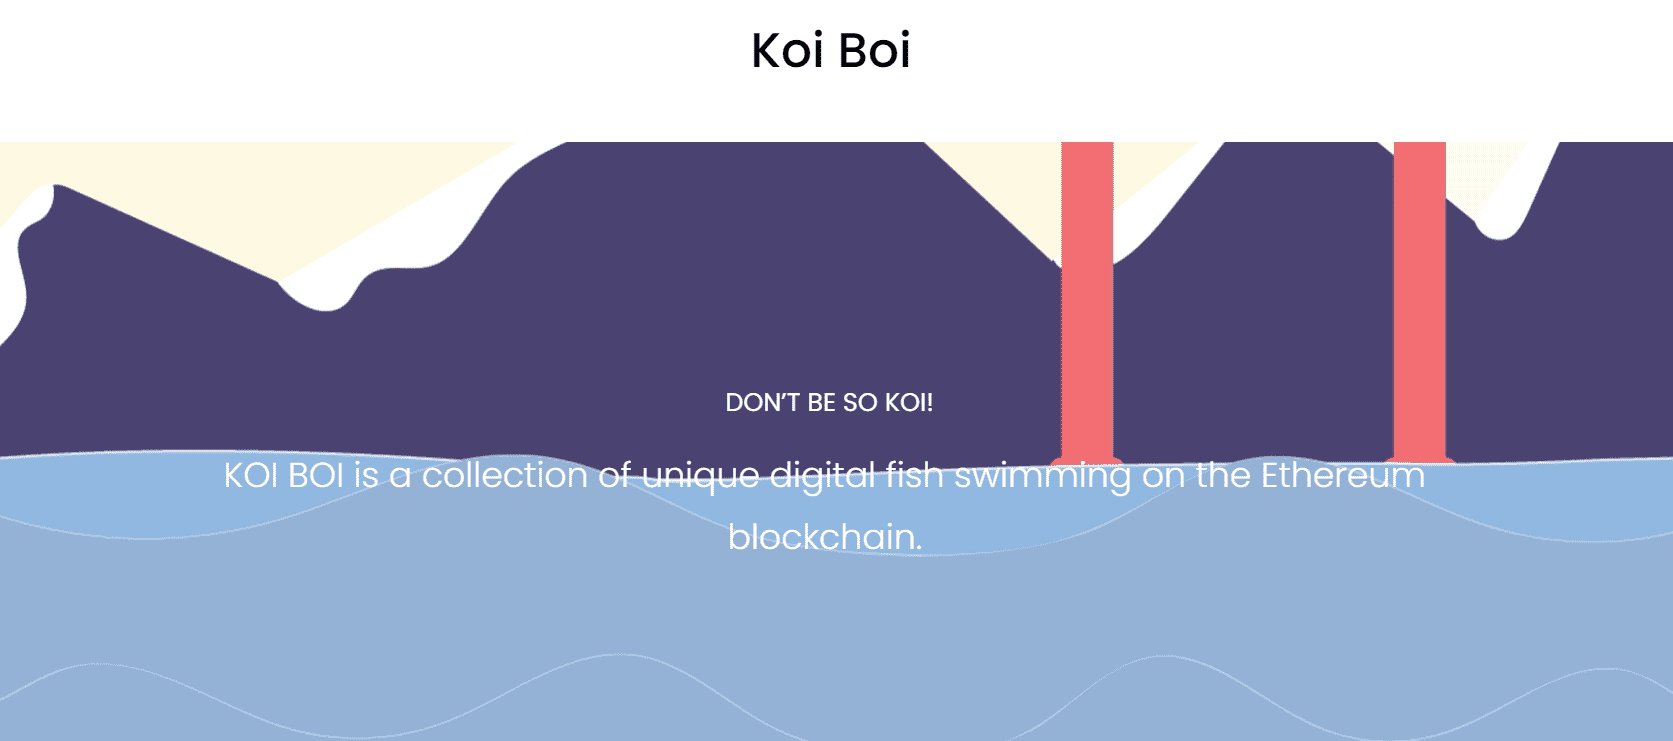 Koi Boi
DON'T BE SO KOI!
KOI BOI is a collection of unique digital fish swimming on the Ethereum
blockchain.